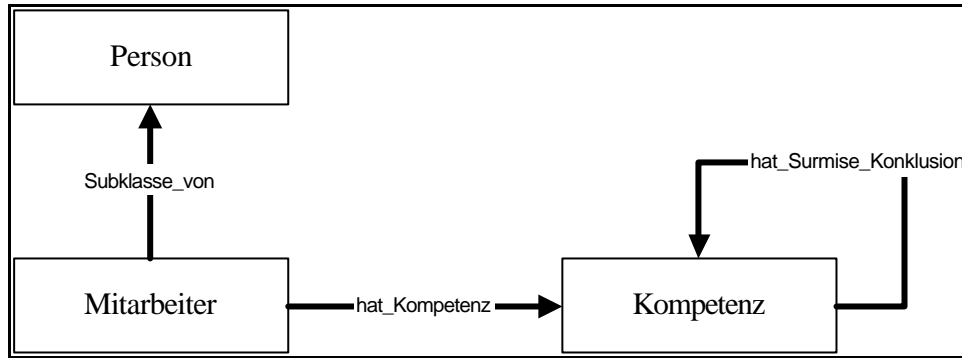 Person
hat_Surmise_Konklusion
Subklasse_von
Mitarbeiter
hat_Kompetenz
Kompetenz